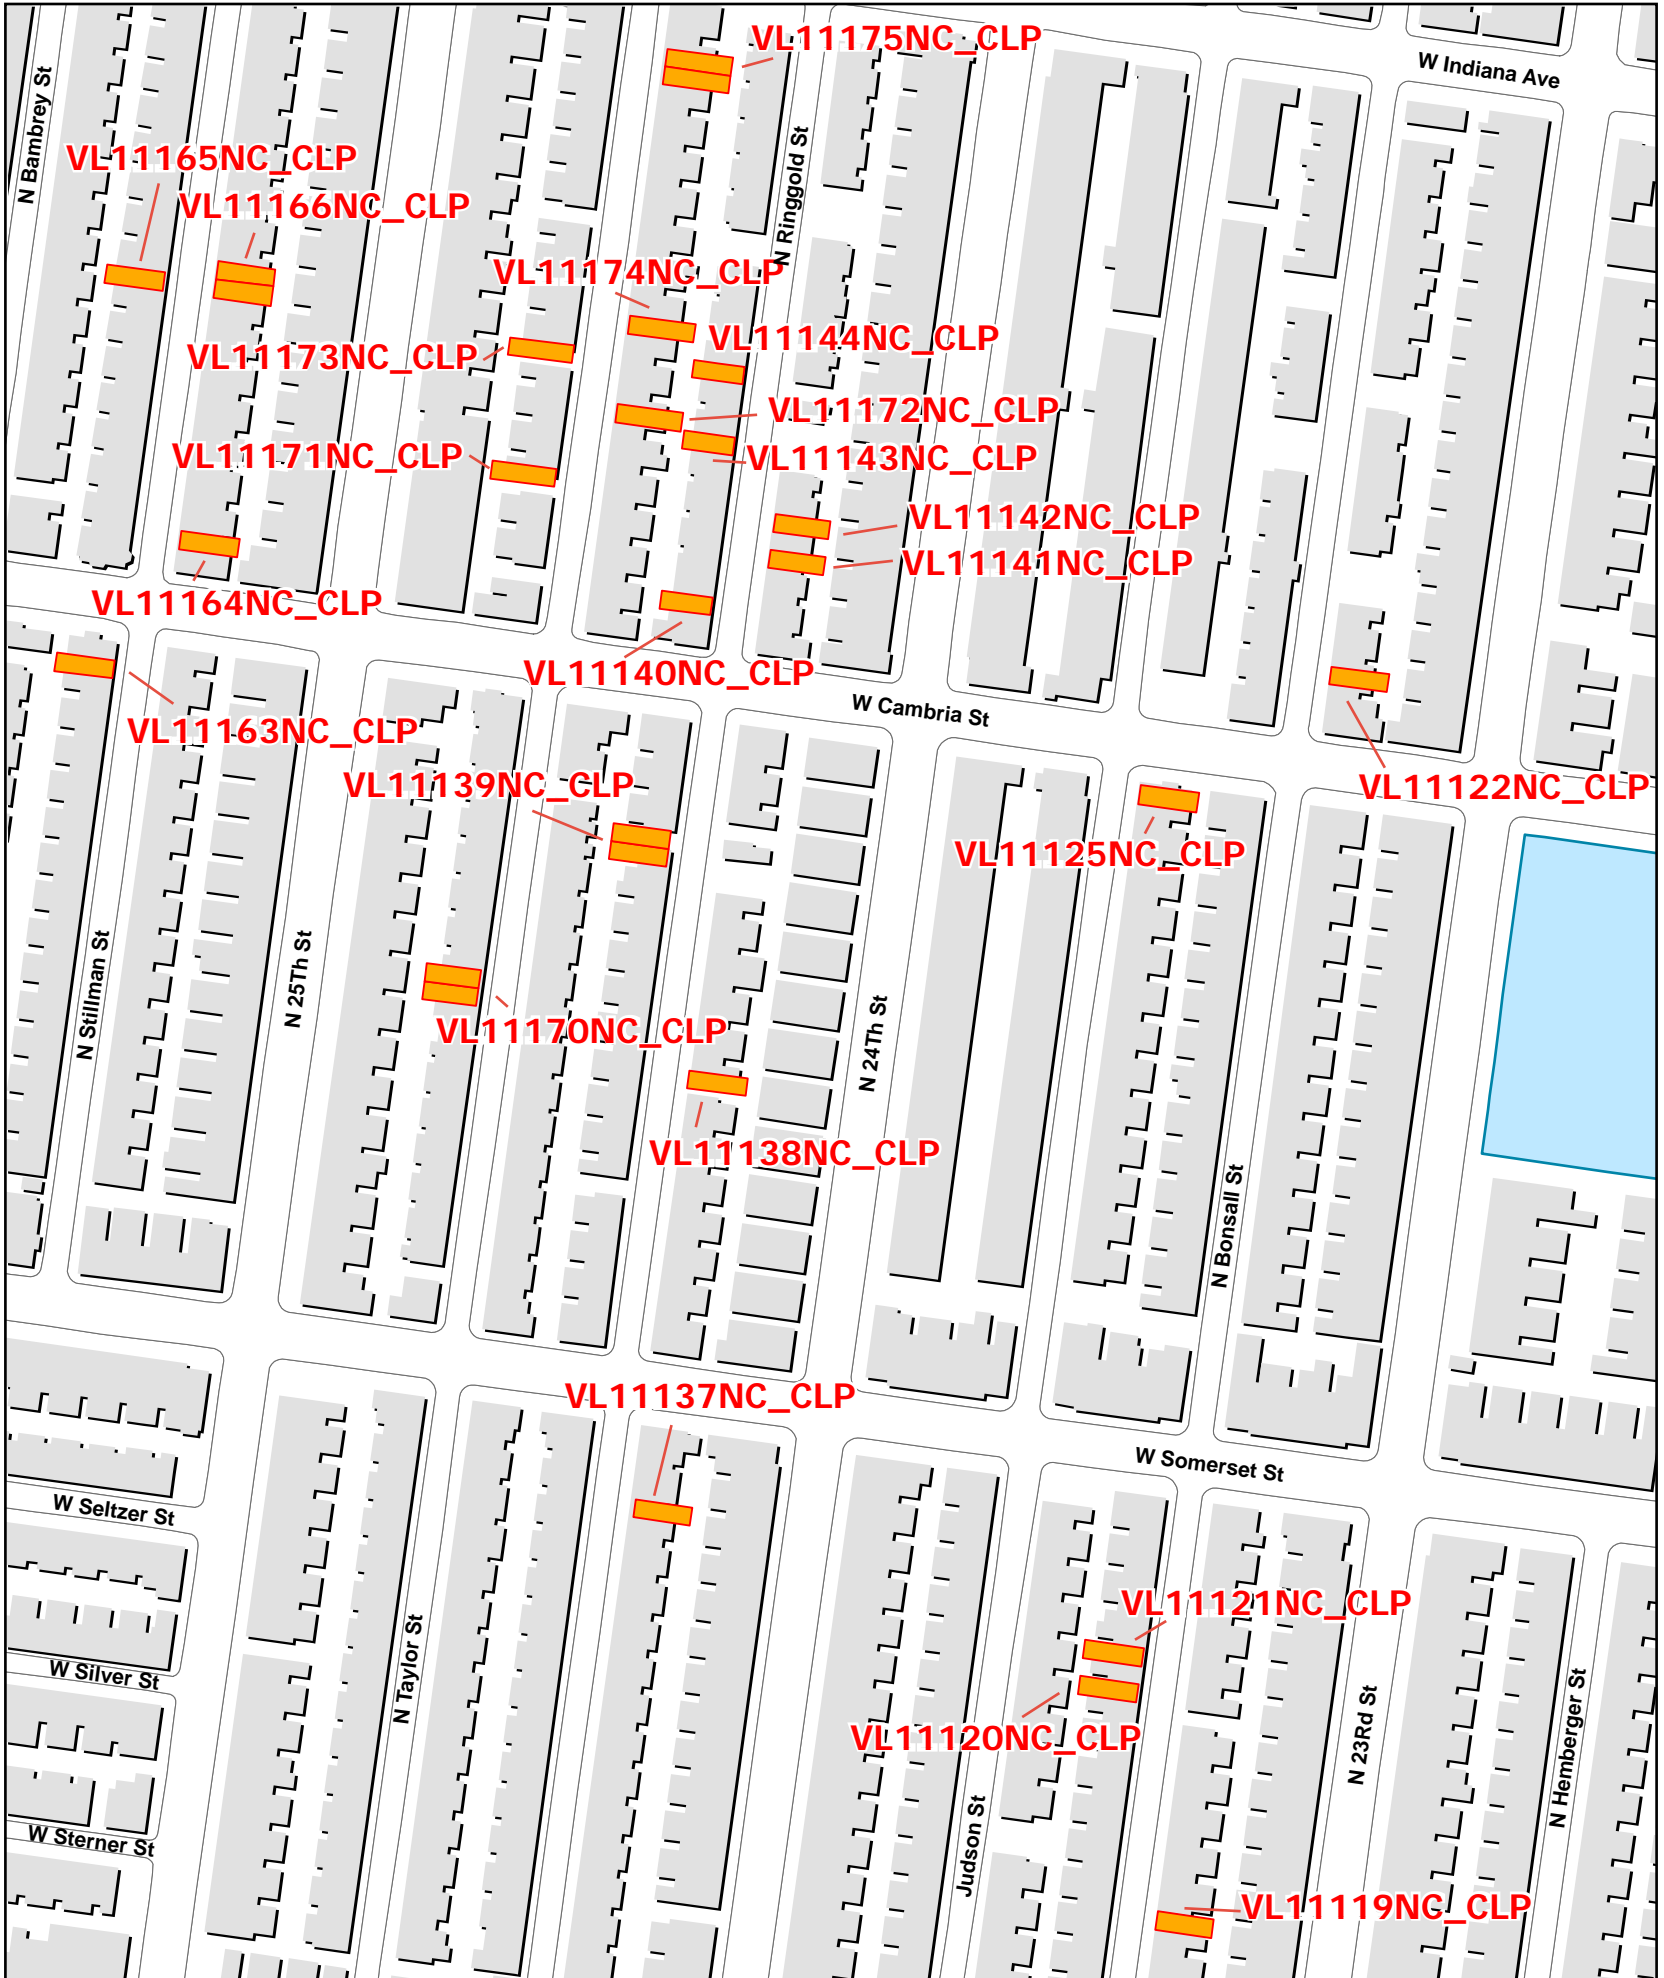 VL11175NC_CLP
W Indiana Ave
N Bambrey St
VL11165NC_CLP
N Ringgold St
VL11166NC_CLP
VL11174NC_CLP
VL11144NC_CLP
VL11173NC_CLP
VL11172NC_CLP
VL11171NC_CLP
VL11143NC_CLP
VL11142NC_CLP
VL11141NC_CLP
VL11164NC_CLP
VL11140NC_CLP
W Cambria St
VL11163NC_CLP
VL11139NC_CLP
VL11122NC_CLP
VL11125NC_CLP
N Stillman St
N 25Th St
VL11170NC_CLP
N 24Th St
VL11138NC_CLP
N Bonsall St
VL11137NC_CLP
W Somerset St
W Seltzer St
VL11121NC_CLP
W Silver St
N Taylor St
VL11120NC_CLP
N 23Rd St
N Hemberger St
W Sterner St
Judson St
VL11119NC_CLP